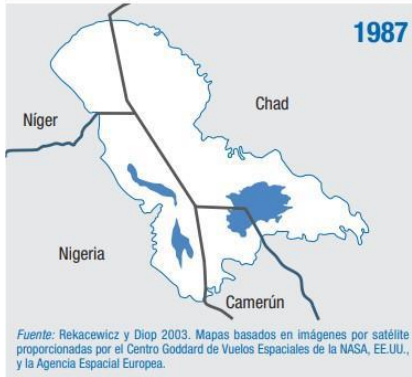 1987
Chad
Níger
Nigeria
Camerún
Fuente: Rekacewicz y Diop 2003. Mapas basados en imágenes por satélite
proporcionadas por el Centro Goddard de Vuelos Espaciales de la NASA, EE.UU.,
y la Agencia Espacial Europea.